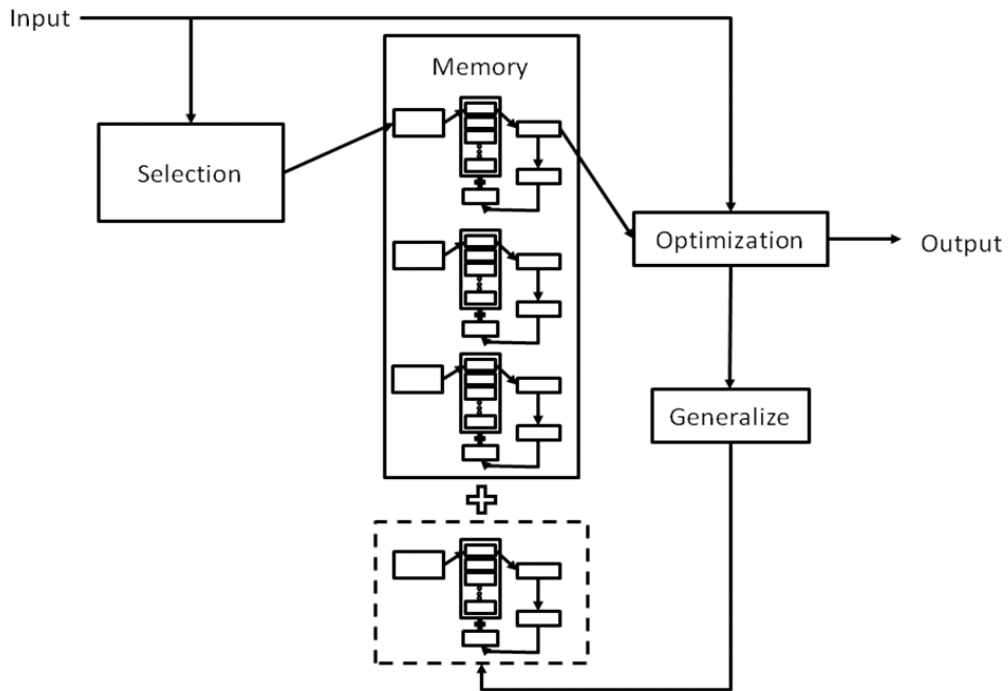 Input
Memory
Selection
Optimization
Output
Generalize